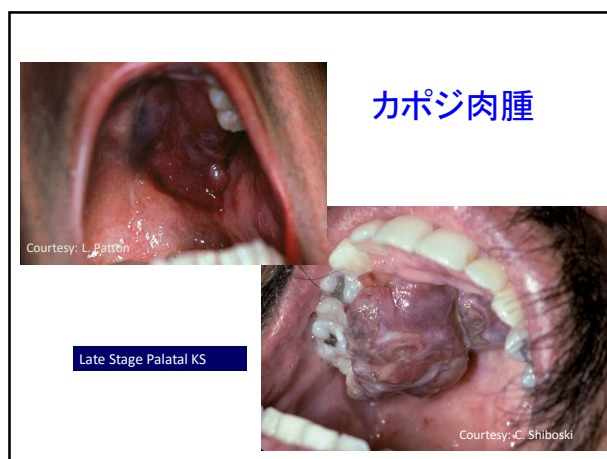 カポジ肉腫
Courtesy: L. Patton
Late Stage Palatal KS
Courtesy: C. Shiboski